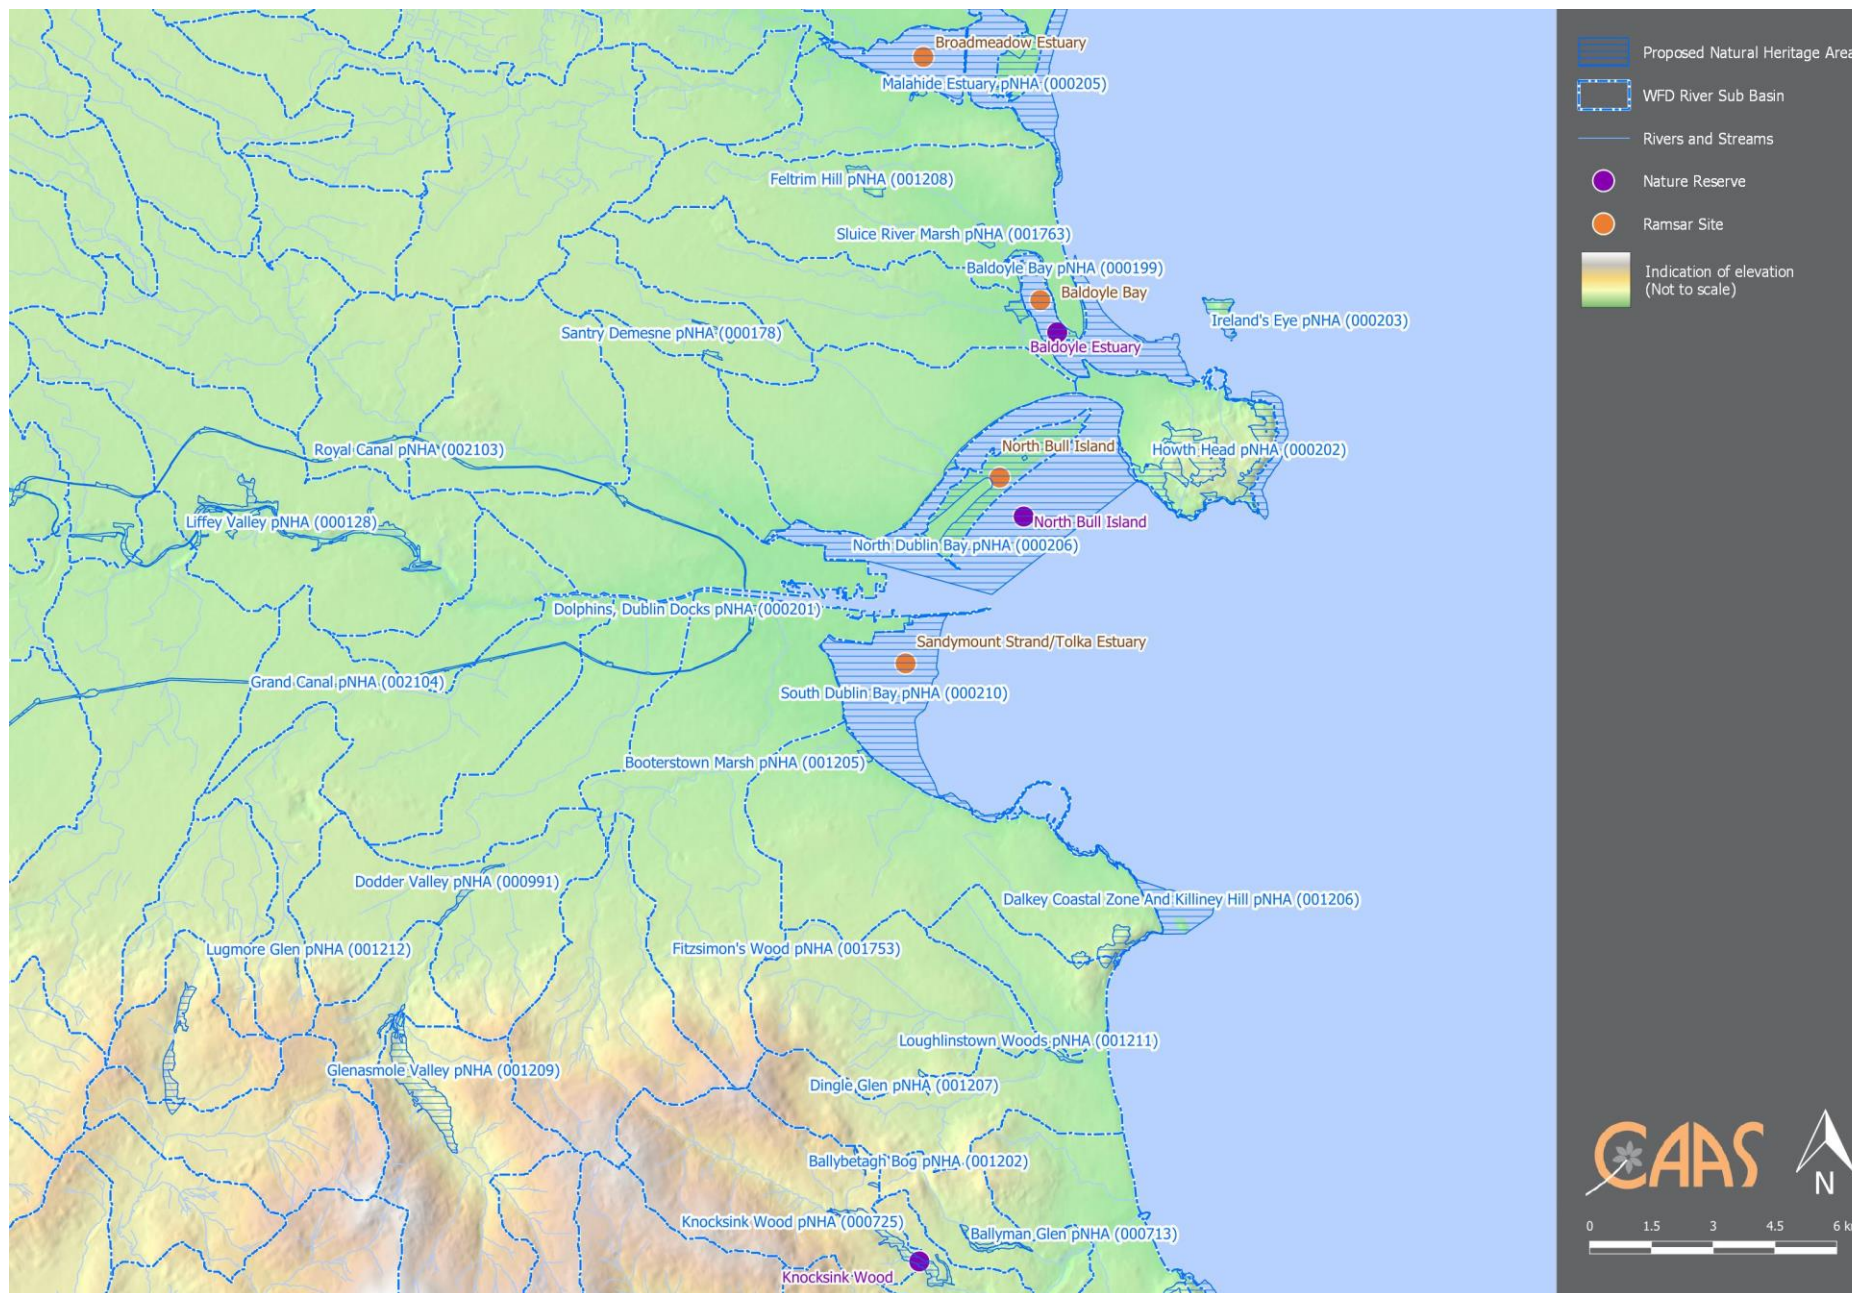 Broadmeadow Estuary
Malahide Estuary pNHA (000205)
Feltrim Hill pNHA (001208)
Sluice River Marsh pNHA (001763)
Baldoyle Bay pNHA (000199)
Baldoyle Bay
Ireland's Eye pNHA (000203)
Santry Demesne pNHA (000178)
Baldoyle Estuary
Royal Canal pNHA (002103)
North Bull Island
Howth Head pNHA (000202)
Liffey Valley pNHA (000128)
North Bull Island
North Dublin Bay pNHA (000206)
Dolphins, Dublin Docks pNHA (000201)
Sandymount Strand/Tolka Estuary
Grand Canal pNHA (002104)
South Dublin Bay pNHA (000210)
Booterstown Marsh pNHA (001205)
Dodder Valley pNHA (000991)
Dalkey Coastal Zone And Killiney Hill pNHA (001206)
Lugmore Glen pNHA (001212)
Fitzsimon's Wood pNHA (001753)
Loughlinstown Woods pNHA (001211)
Glenasmole Valley pNHA (001209)
Dingle Glen pNHA (001207)
Ballybetagh Bog pNHA (001202)
Knocksink Wood pNHA (000725)
Ballyman Glen pNHA (000713)
Knocksink Wood
Proposed Natural Heritage Area
WFD River Sub Basin
Rivers and Streams
Nature Reserve
Ramsar Site
Indication of elevation
(Not to scale)
CAAS
N
0 1.5 3 4.5 6 k